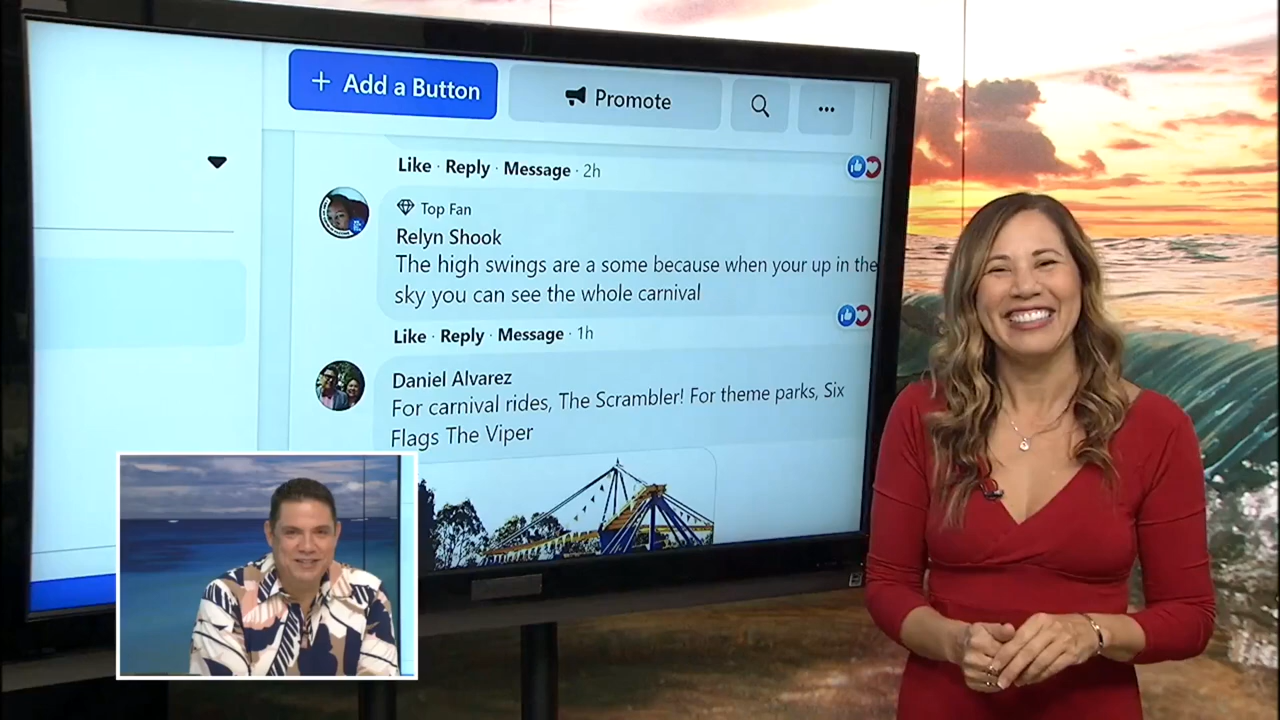 + Add a Button
Promote
Like · Reply · Message · 2h
Top Fan
Relyn Shook
The high swings are a some because when your up in the
sky you can see the whole carnival
Like · Reply · Message · 1h
Daniel Alvarez
For carnival rides, The Scrambler! For theme parks, Six
Flags The Viper